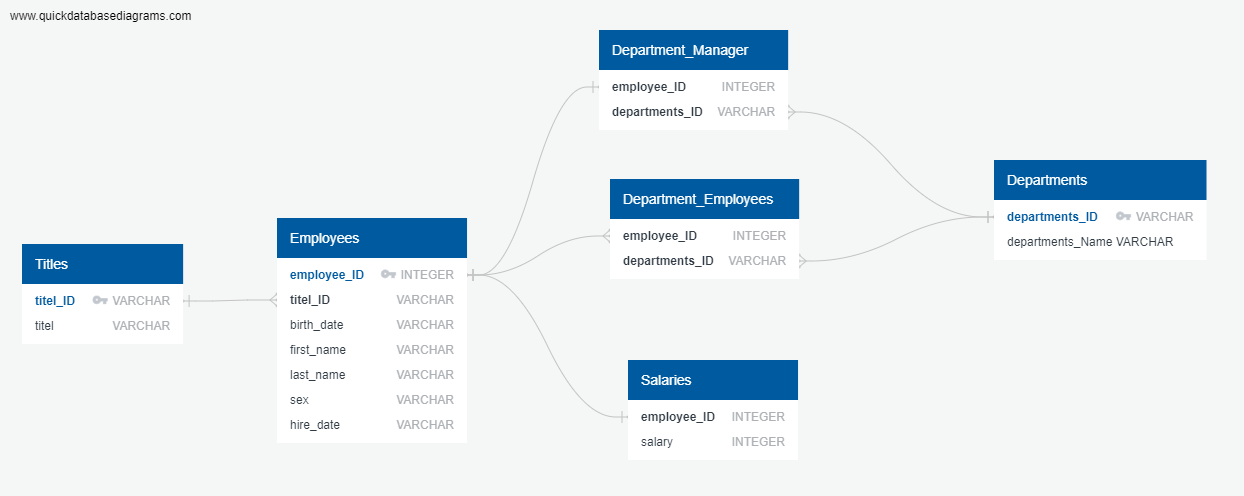 www.quickdatabasediagrams.com
Department_Manager
employee_ID INTEGER
departments_ID VARCHAR
Department_Employees
employee_ID INTEGER
departments_ID VARCHAR
Departments
departments_ID VARCHAR
departments_Name VARCHAR
Employees
employee_ID INTEGER
titel_ID VARCHAR
birth_date VARCHAR
first_name VARCHAR
last_name VARCHAR
sex VARCHAR
hire_date VARCHAR
Titles
titel_ID VARCHAR
titel VARCHAR
Salaries
employee_ID INTEGER
salary INTEGER